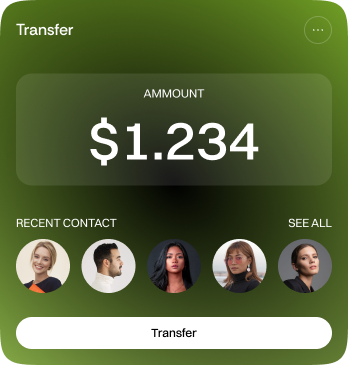 Transfer
AMMOUNT
$1.234
RECENT CONTACT
SEE ALL
Transfer